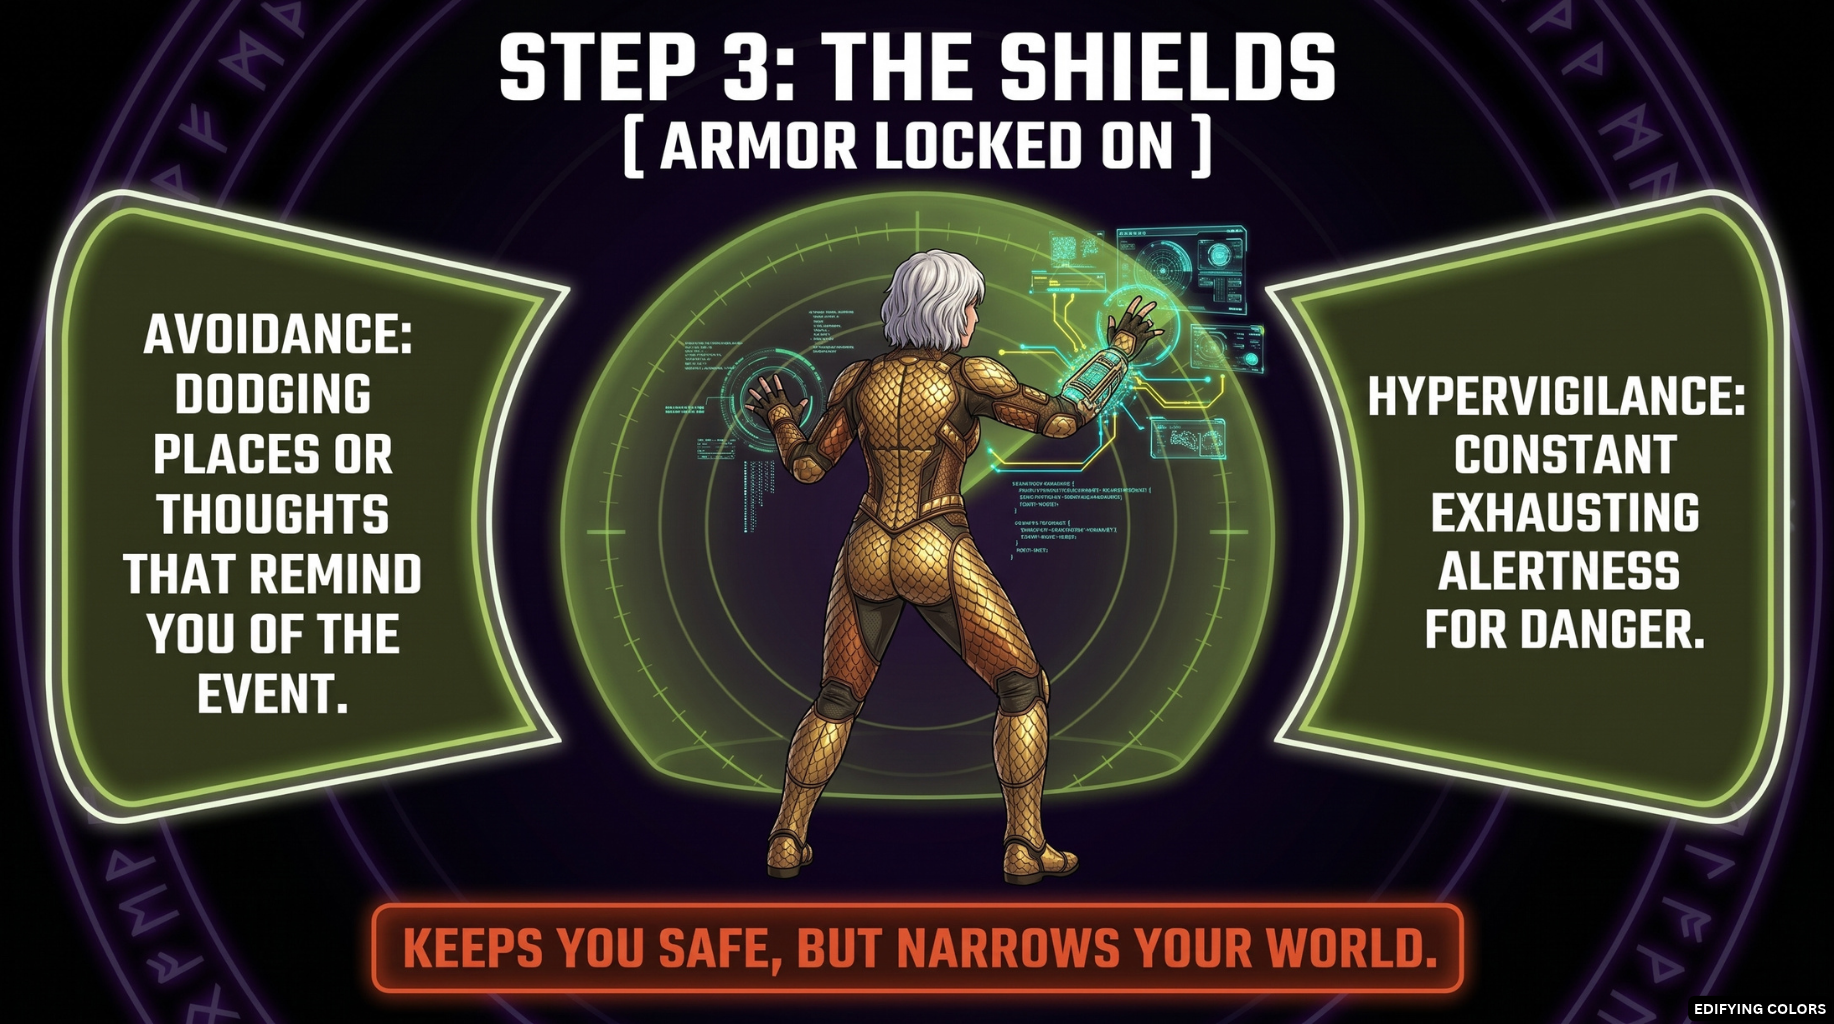 STEP 3: THE SHIELDS
[ ARMOR LOCKED ON ]
AVOIDANCE:
DODGING
PLACES OR
THOUGHTS
THAT REMIND
YOU OF THE
EVENT.
HYPERVIGILANCE:
CONSTANT
EXHAUSTING
ALERTNESS
FOR DANGER.
KEEPS YOU SAFE, BUT NARROWS YOUR WORLD.
EDIFYING COLORS